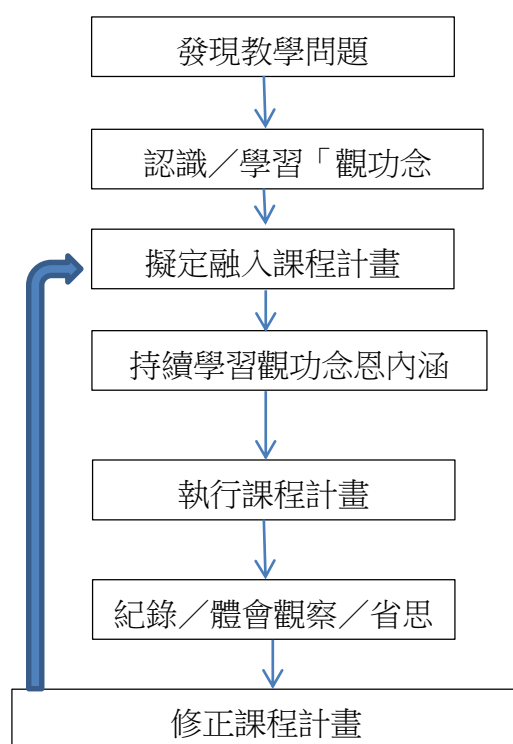 發現教學問題
認識／學習「觀功念
擬定融入課程計畫
持續學習觀功念恩內涵
執行課程計畫
紀錄／體會觀察／省思
修正課程計畫